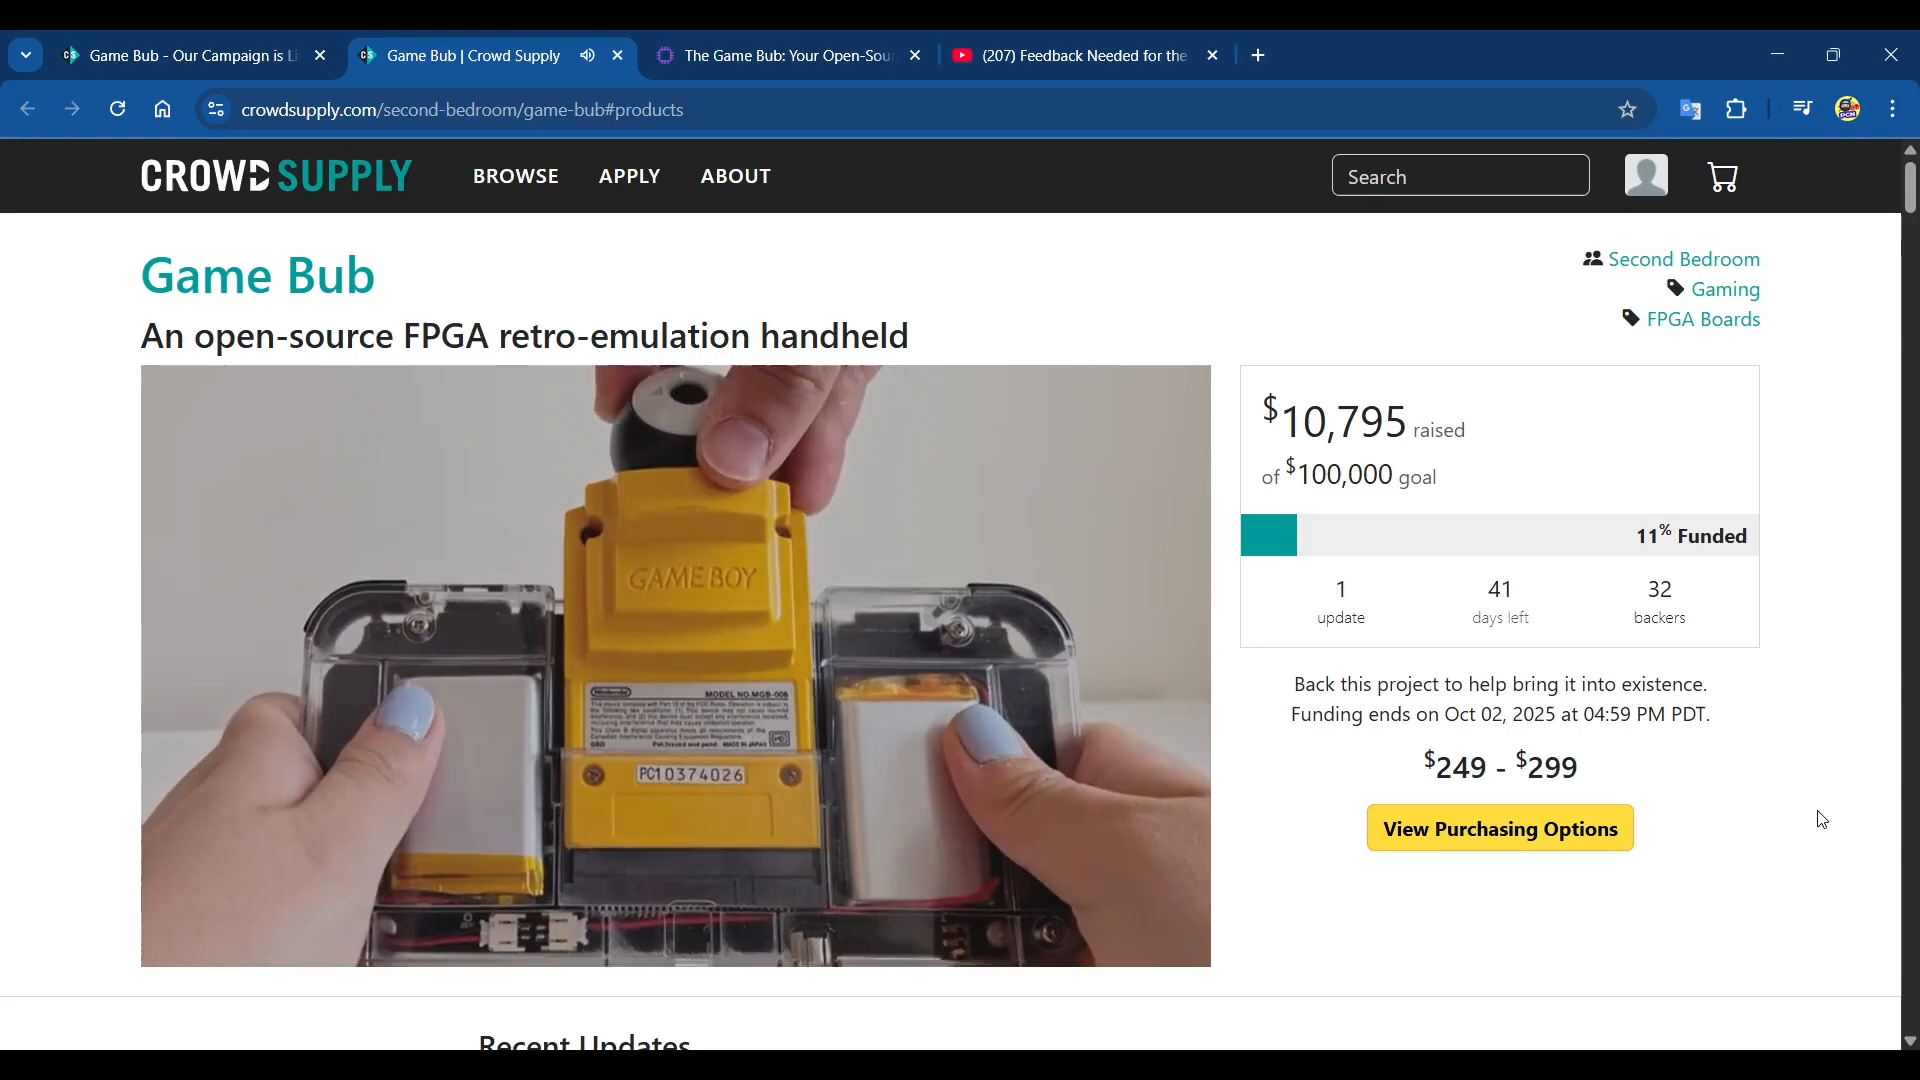 Game Bub - Our Campaign is Li
Game Bub | Crowd Supply
The Game Bub: Your Open-Sou
(207) Feedback Needed for the
crowdsupply.com/second-bedroom/game-bub#products
CROWD SUPPLY
BROWSE
APPLY
ABOUT
Search
Game Bub
Second Bedroom
Gaming
FPGA Boards
An open-source FPGA retro-emulation handheld
$10,795 raised
of $100,000 goal
11% Funded
1
update
41
days left
32
backers
Back this project to help bring it into existence.
Funding ends on Oct 02, 2025 at 04:59 PM PDT.
$249 - $299
View Purchasing Options
GAME BOY
Nintendo
MODEL NO.MGB-006
MADE IN JAPAN
PC10374026
Recent Updates